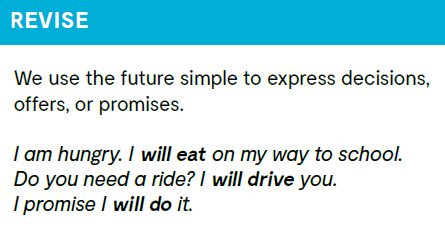 REVISE
We use the future simple to express decisions,
offers, or promises.
I am hungry. I will eat on my way to school.
Do you need a ride? I will drive you.
I promise I will do it.